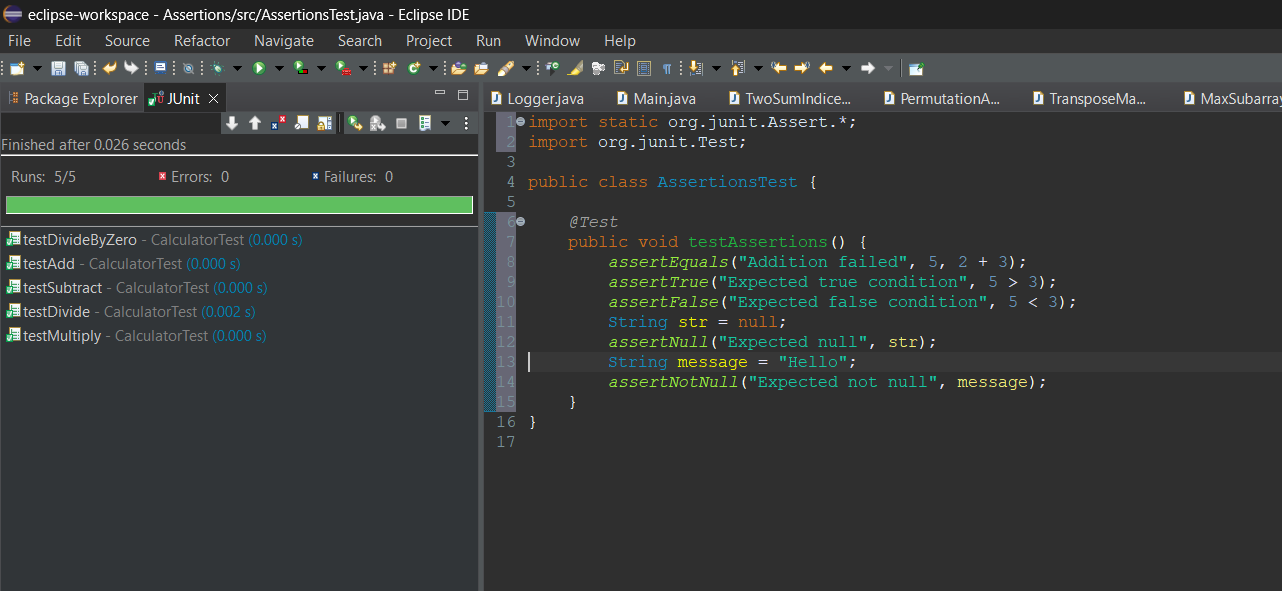 eclipse-workspace - Assertions/src/AssertionsTest.java - Eclipse IDE
File Edit Source Refactor Navigate Search Project Run Window Help
Package Explorer JUnit
Finished after 0.026 seconds
Runs: 5/5 Errors: 0 Failures: 0
testDivideByZero - CalculatorTest (0.000 s)
testAdd - CalculatorTest (0.000 s)
testSubtract - CalculatorTest (0.000 s)
testDivide - CalculatorTest (0.002 s)
testMultiply - CalculatorTest (0.000 s)
Logger.java Main.java TwoSumIndice... PermutationA... TransposeMa... MaxSubarray
1 import static org.junit.Assert.*;
2 import org.junit.Test;
3
4 public class AssertionsTest {
5
6 @Test
7 public void testAssertions() {
8 assertEquals("Addition failed", 5, 2 + 3);
9 assertTrue("Expected true condition", 5 > 3);
10 assertFalse("Expected false condition", 5 < 3);
11 String str = null;
12 assertNull("Expected null", str);
13 String message = "Hello";
14 assertNotNull("Expected not null", message);
15 }
16 }
17